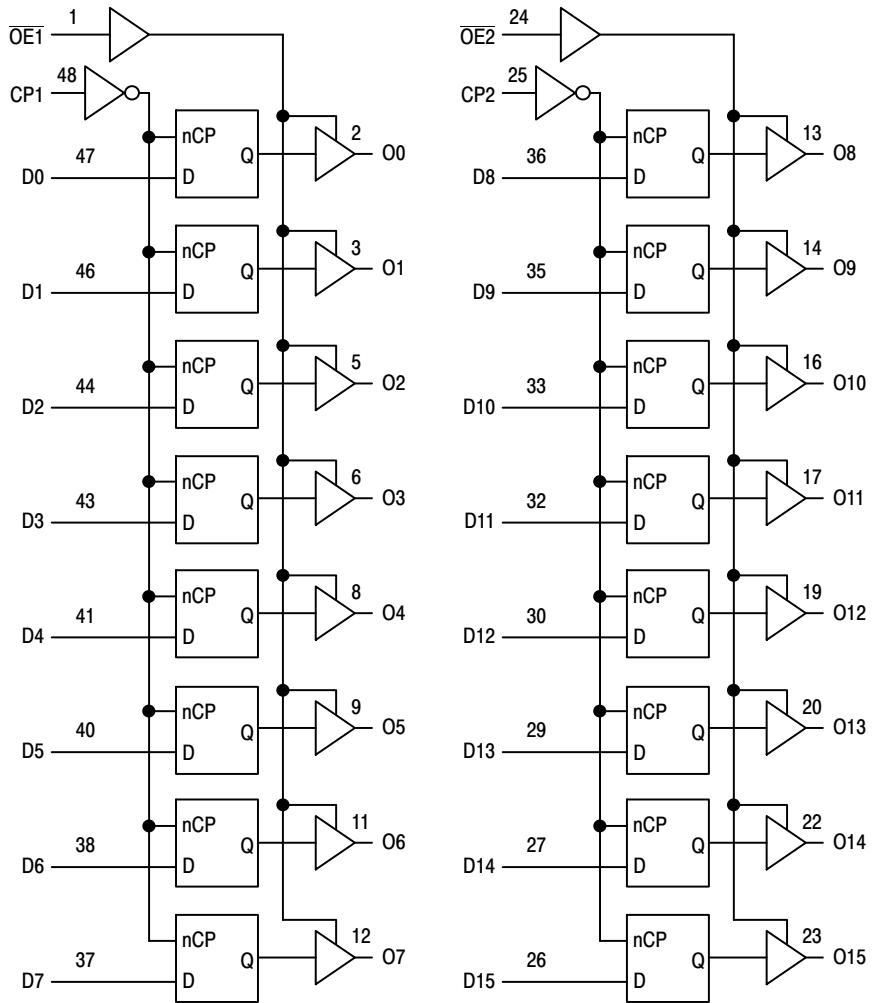 OE1 1
CP1 48
nCP
D0 47 D Q 2 O0
nCP
D1 46 D Q 3 O1
nCP
D2 44 D Q 5 O2
nCP
D3 43 D Q 6 O3
nCP
D4 41 D Q 8 O4
nCP
D5 40 D Q 9 O5
nCP
D6 38 D Q 11 O6
nCP
D7 37 D Q 12 O7
OE2 24
CP2 25
nCP
D8 36 D Q 13 O8
nCP
D9 35 D Q 14 O9
nCP
D10 33 D Q 16 O10
nCP
D11 32 D Q 17 O11
nCP
D12 30 D Q 19 O12
nCP
D13 29 D Q 20 O13
nCP
D14 27 D Q 22 O14
nCP
D15 26 D Q 23 O15